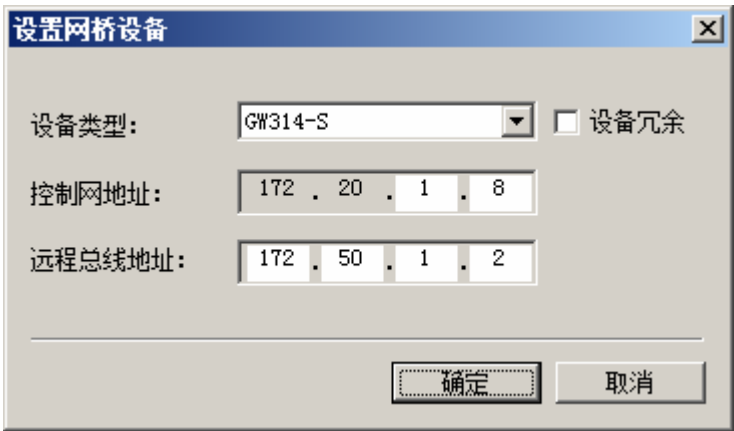 设置网桥设备
设备类型: GW314-S 设备冗余
控制网地址: 172 . 20 . 1 . 8
远程总线地址: 172 . 50 . 1 . 2
确定 取消